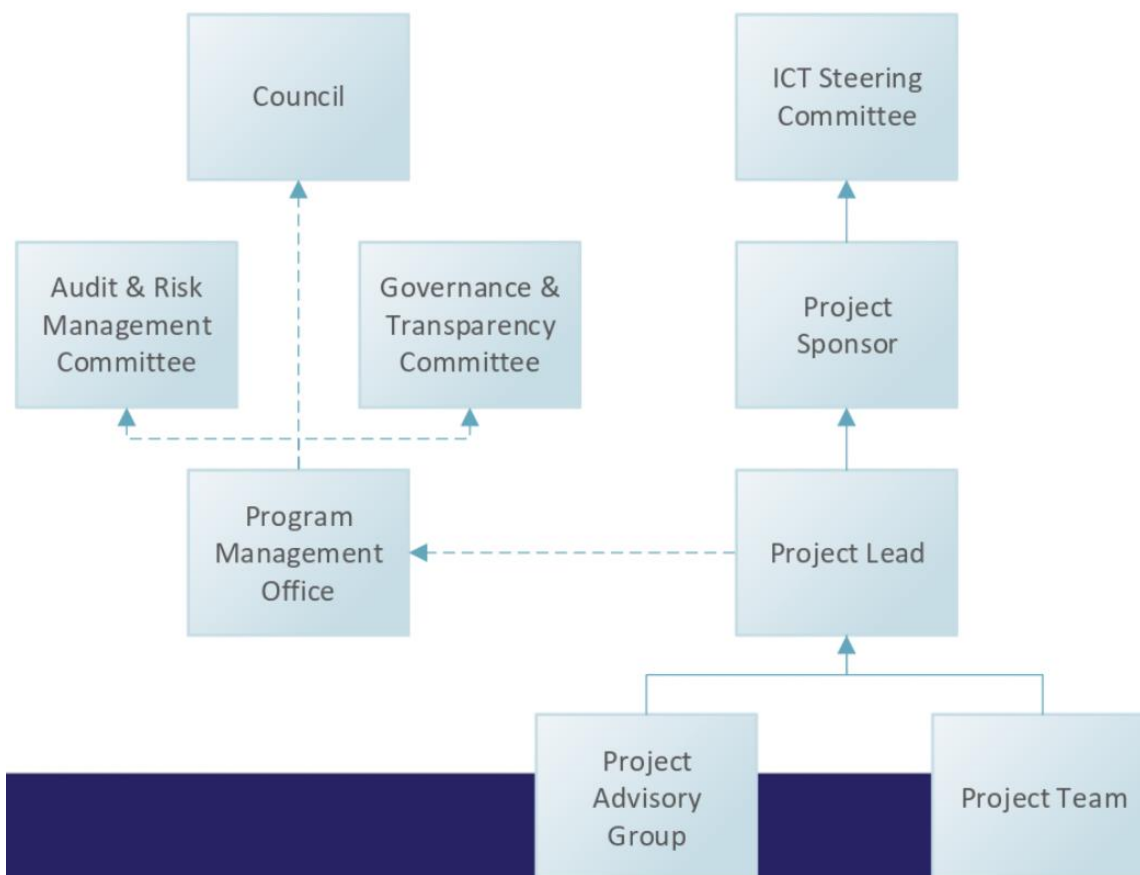 Council
ICT Steering
Committee
Audit & Risk
Management
Committee
Governance &
Transparency
Committee
Project
Sponsor
Program
Management
Office
Project Lead
Project
Advisory
Group
Project Team